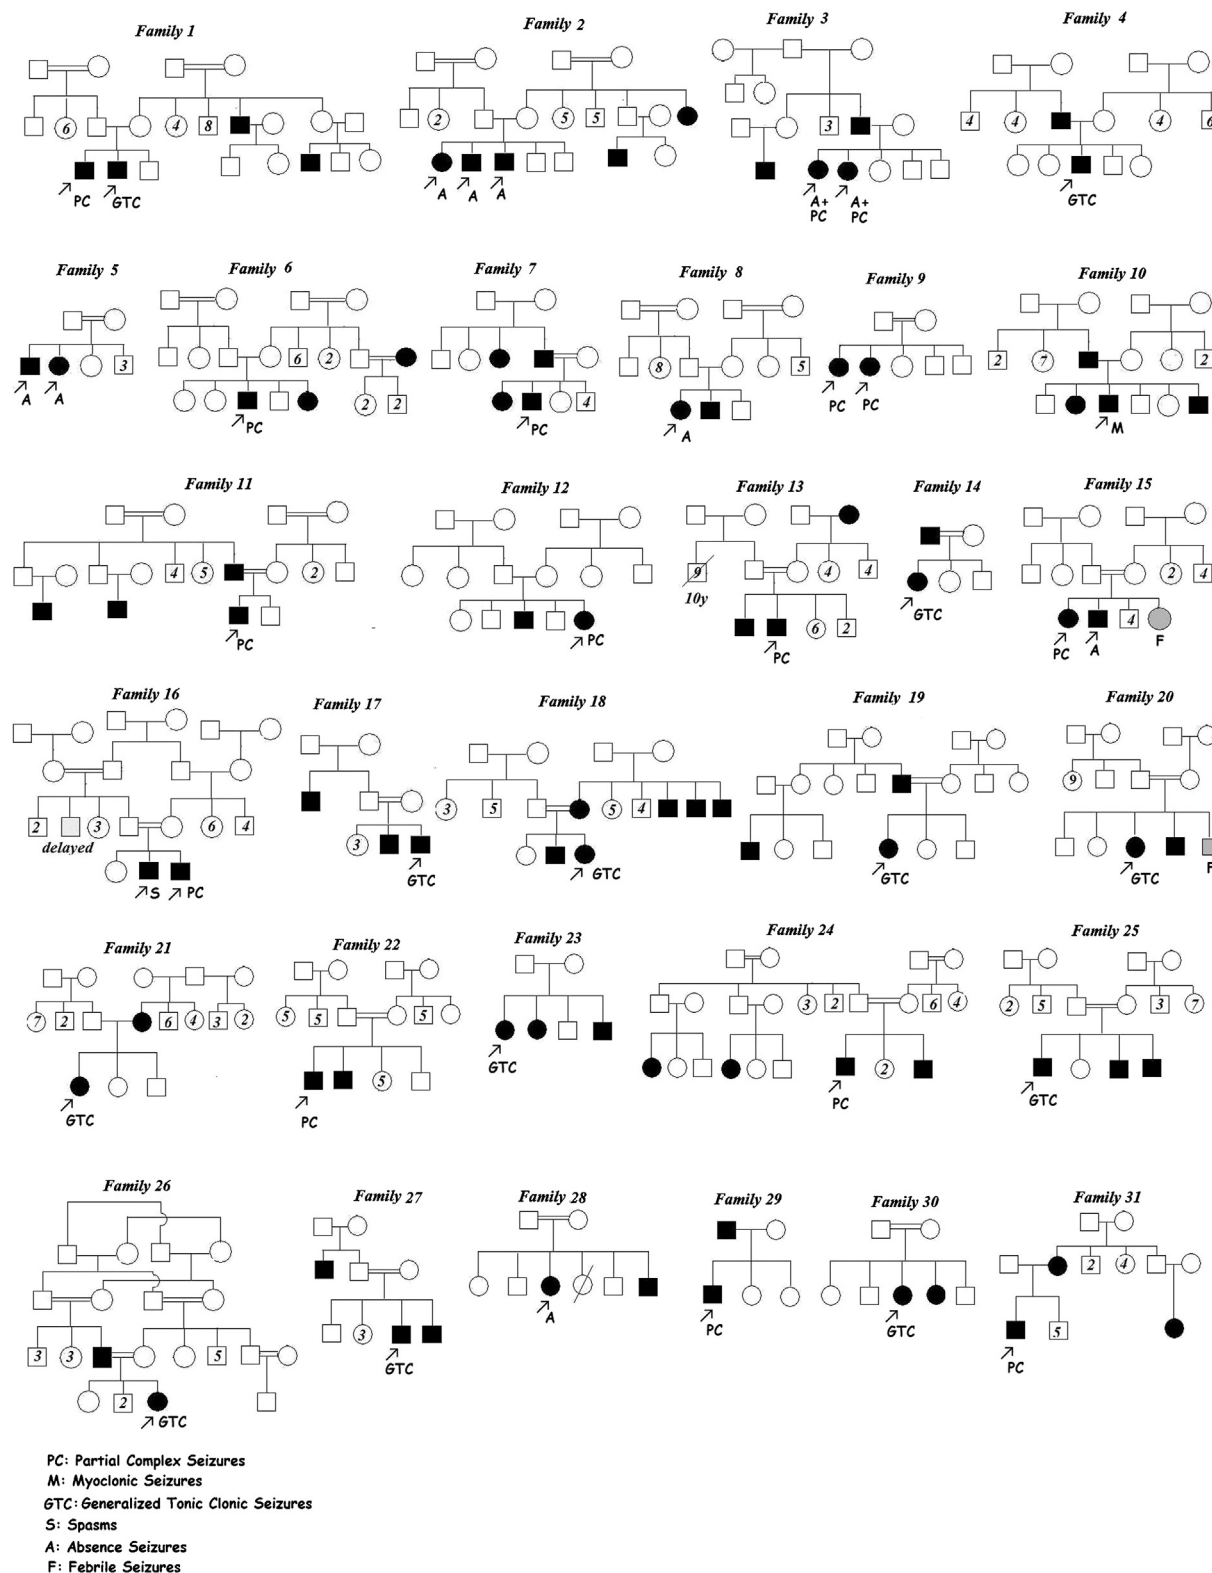 Family 1
Family 2
Family 3
Family 4
6
4
8
2
5
5
3
4
4
4
6
PC
GTC
A
A
A
A+
PC
A+
PC
GTC
Family 5
Family 6
Family 7
Family 8
Family 9
Family 10
3
6
2
2
2
4
8
5
2
7
2
A
A
PC
PC
A
PC
PC
M
Family 11
Family 12
Family 13
Family 14
Family 15
4
5
2
9
10y
4
4
6
2
2
4
4
PC
PC
PC
GTC
PC
A
F
Family 16
Family 17
Family 18
Family 19
Family 20
2
delayed
3
6
4
3
3
5
5
4
9
S
PC
GTC
GTC
GTC
GTC
F
Family 21
Family 22
Family 23
Family 24
Family 25
7
2
6
4
3
2
5
5
5
5
3
2
6
4
2
2
5
3
7
GTC
PC
GTC
PC
GTC
Family 26
Family 27
Family 28
Family 29
Family 30
Family 31
3
3
5
2
3
2
4
5
GTC
GTC
A
PC
GTC
PC
PC: Partial Complex Seizures
M: Myoclonic Seizures
GTC: Generalized Tonic Clonic Seizures
S: Spasms
A: Absence Seizures
F: Febrile Seizures